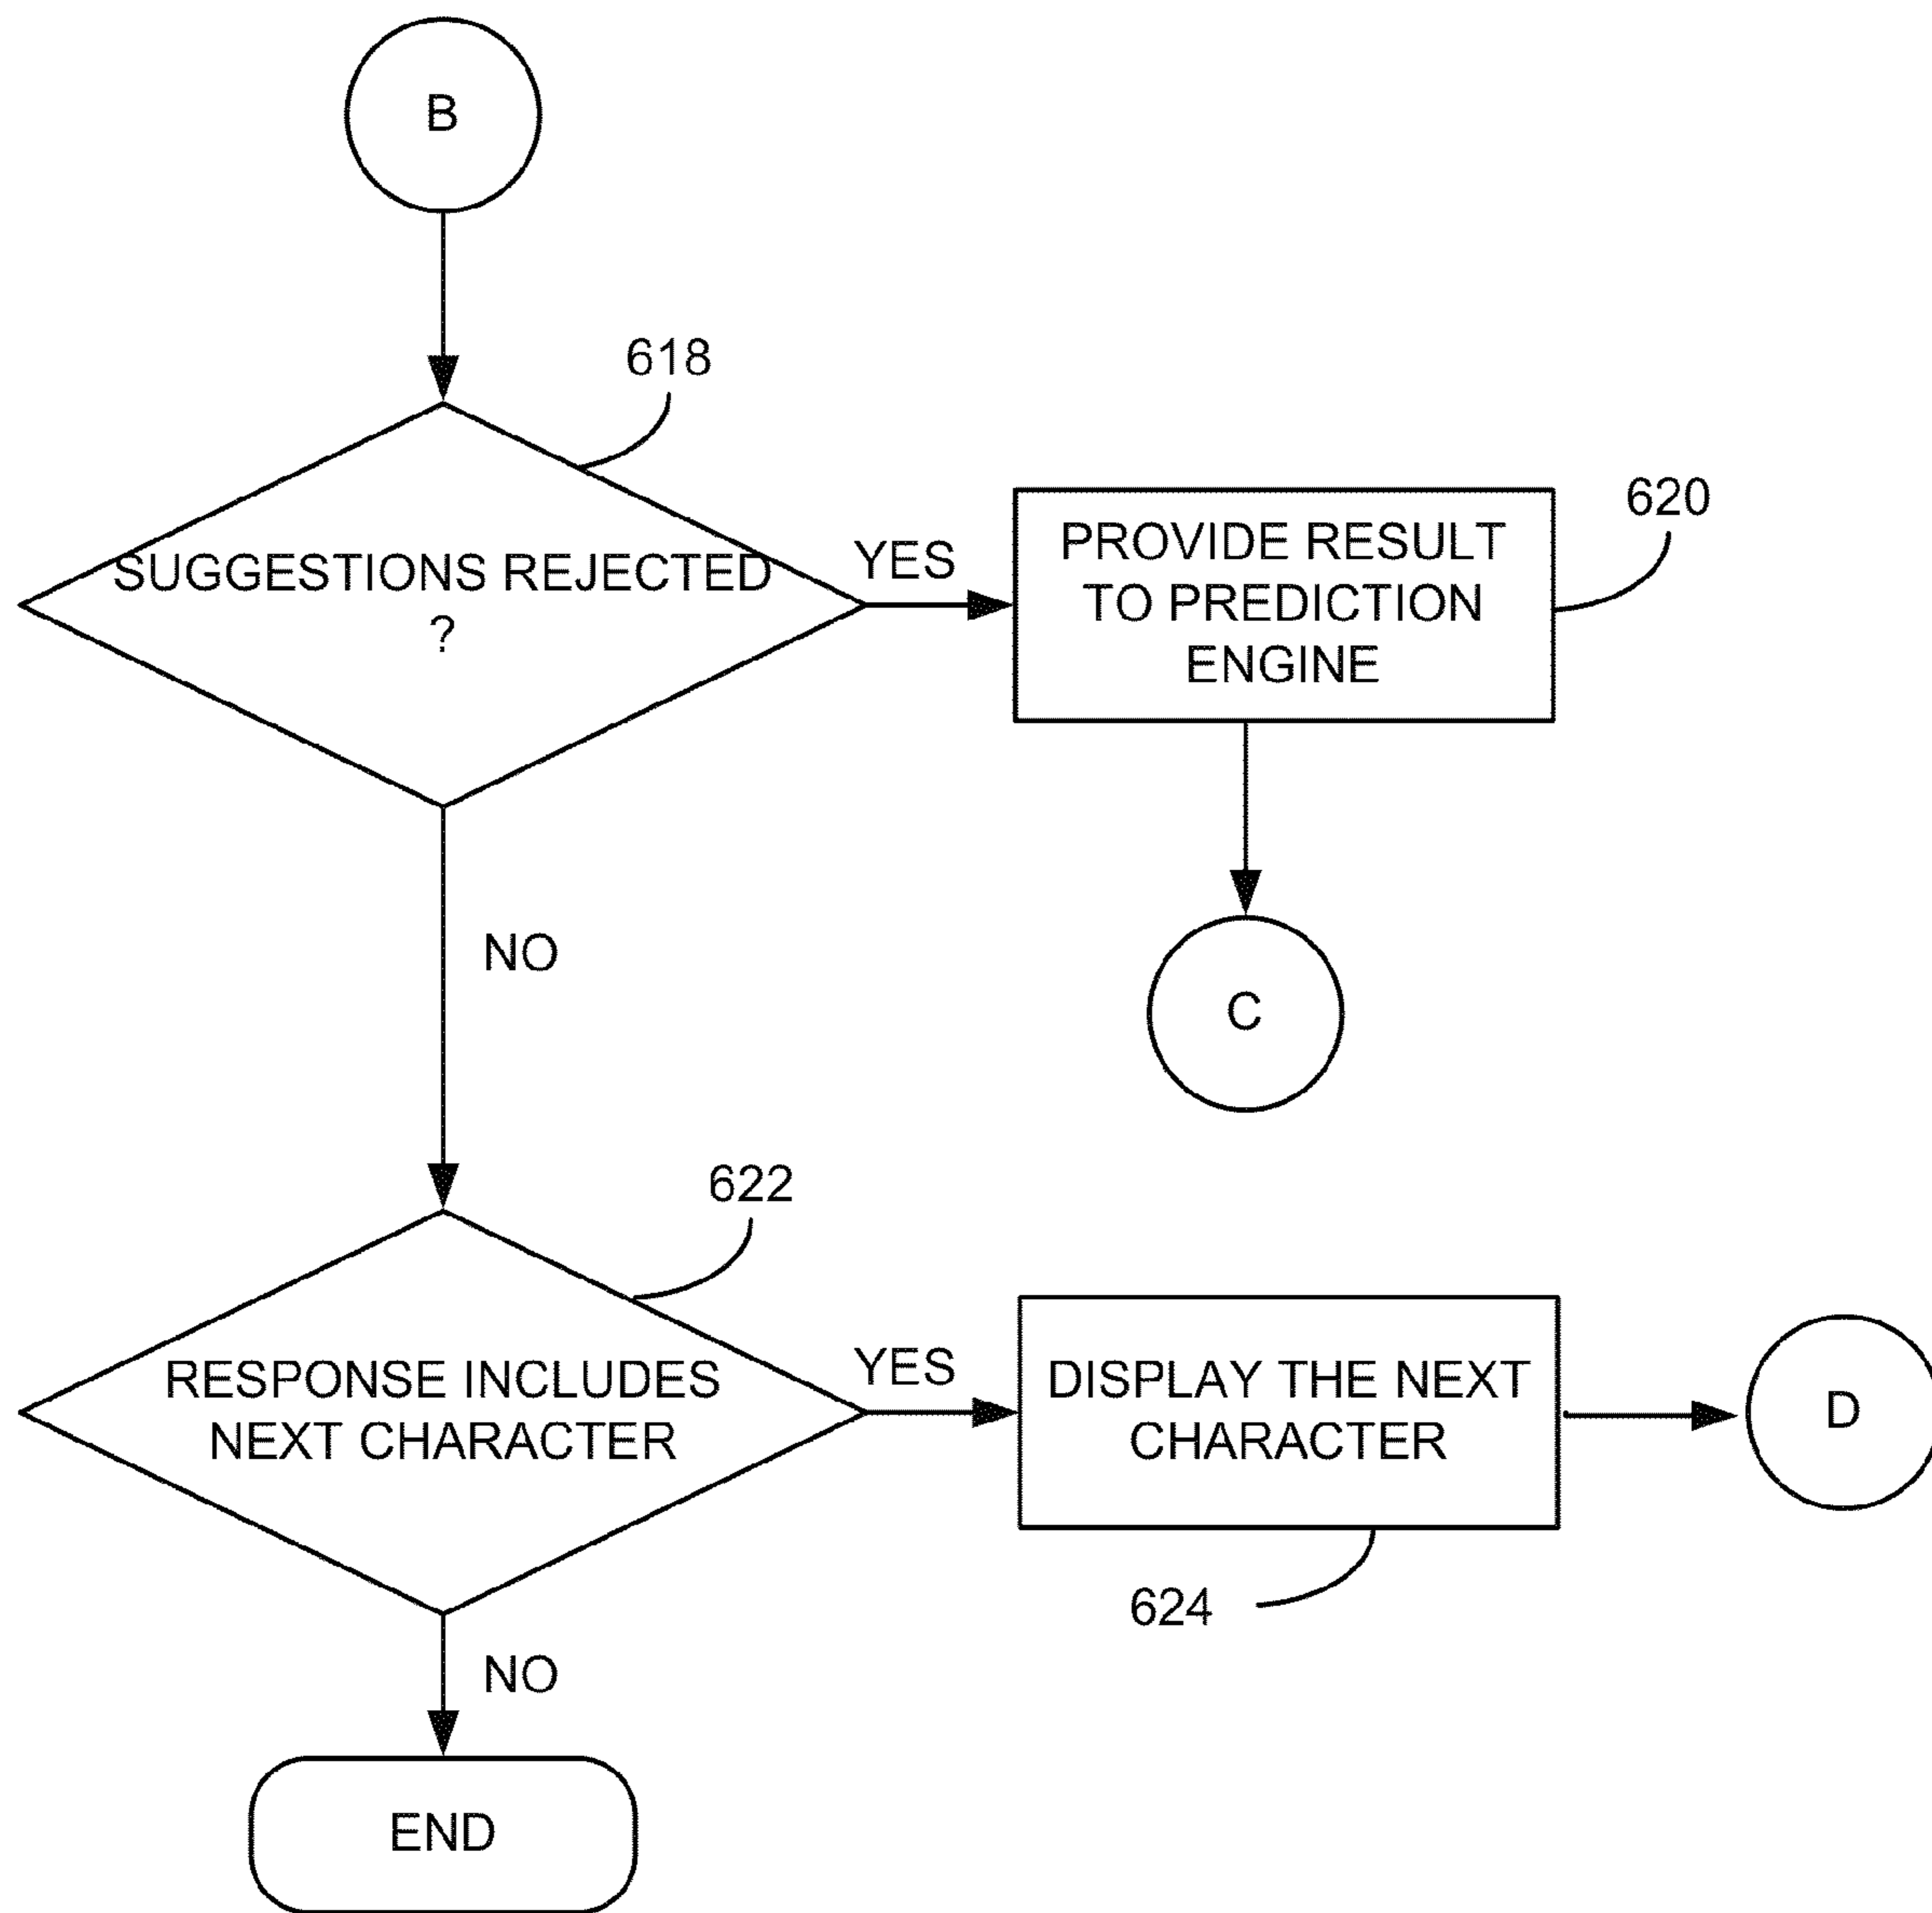 B
618
SUGGESTIONS REJECTED
?
YES
PROVIDE RESULT
TO PREDICTION
ENGINE
620
NO
C
622
RESPONSE INCLUDES
NEXT CHARACTER
YES
DISPLAY THE NEXT
CHARACTER
D
624
NO
END